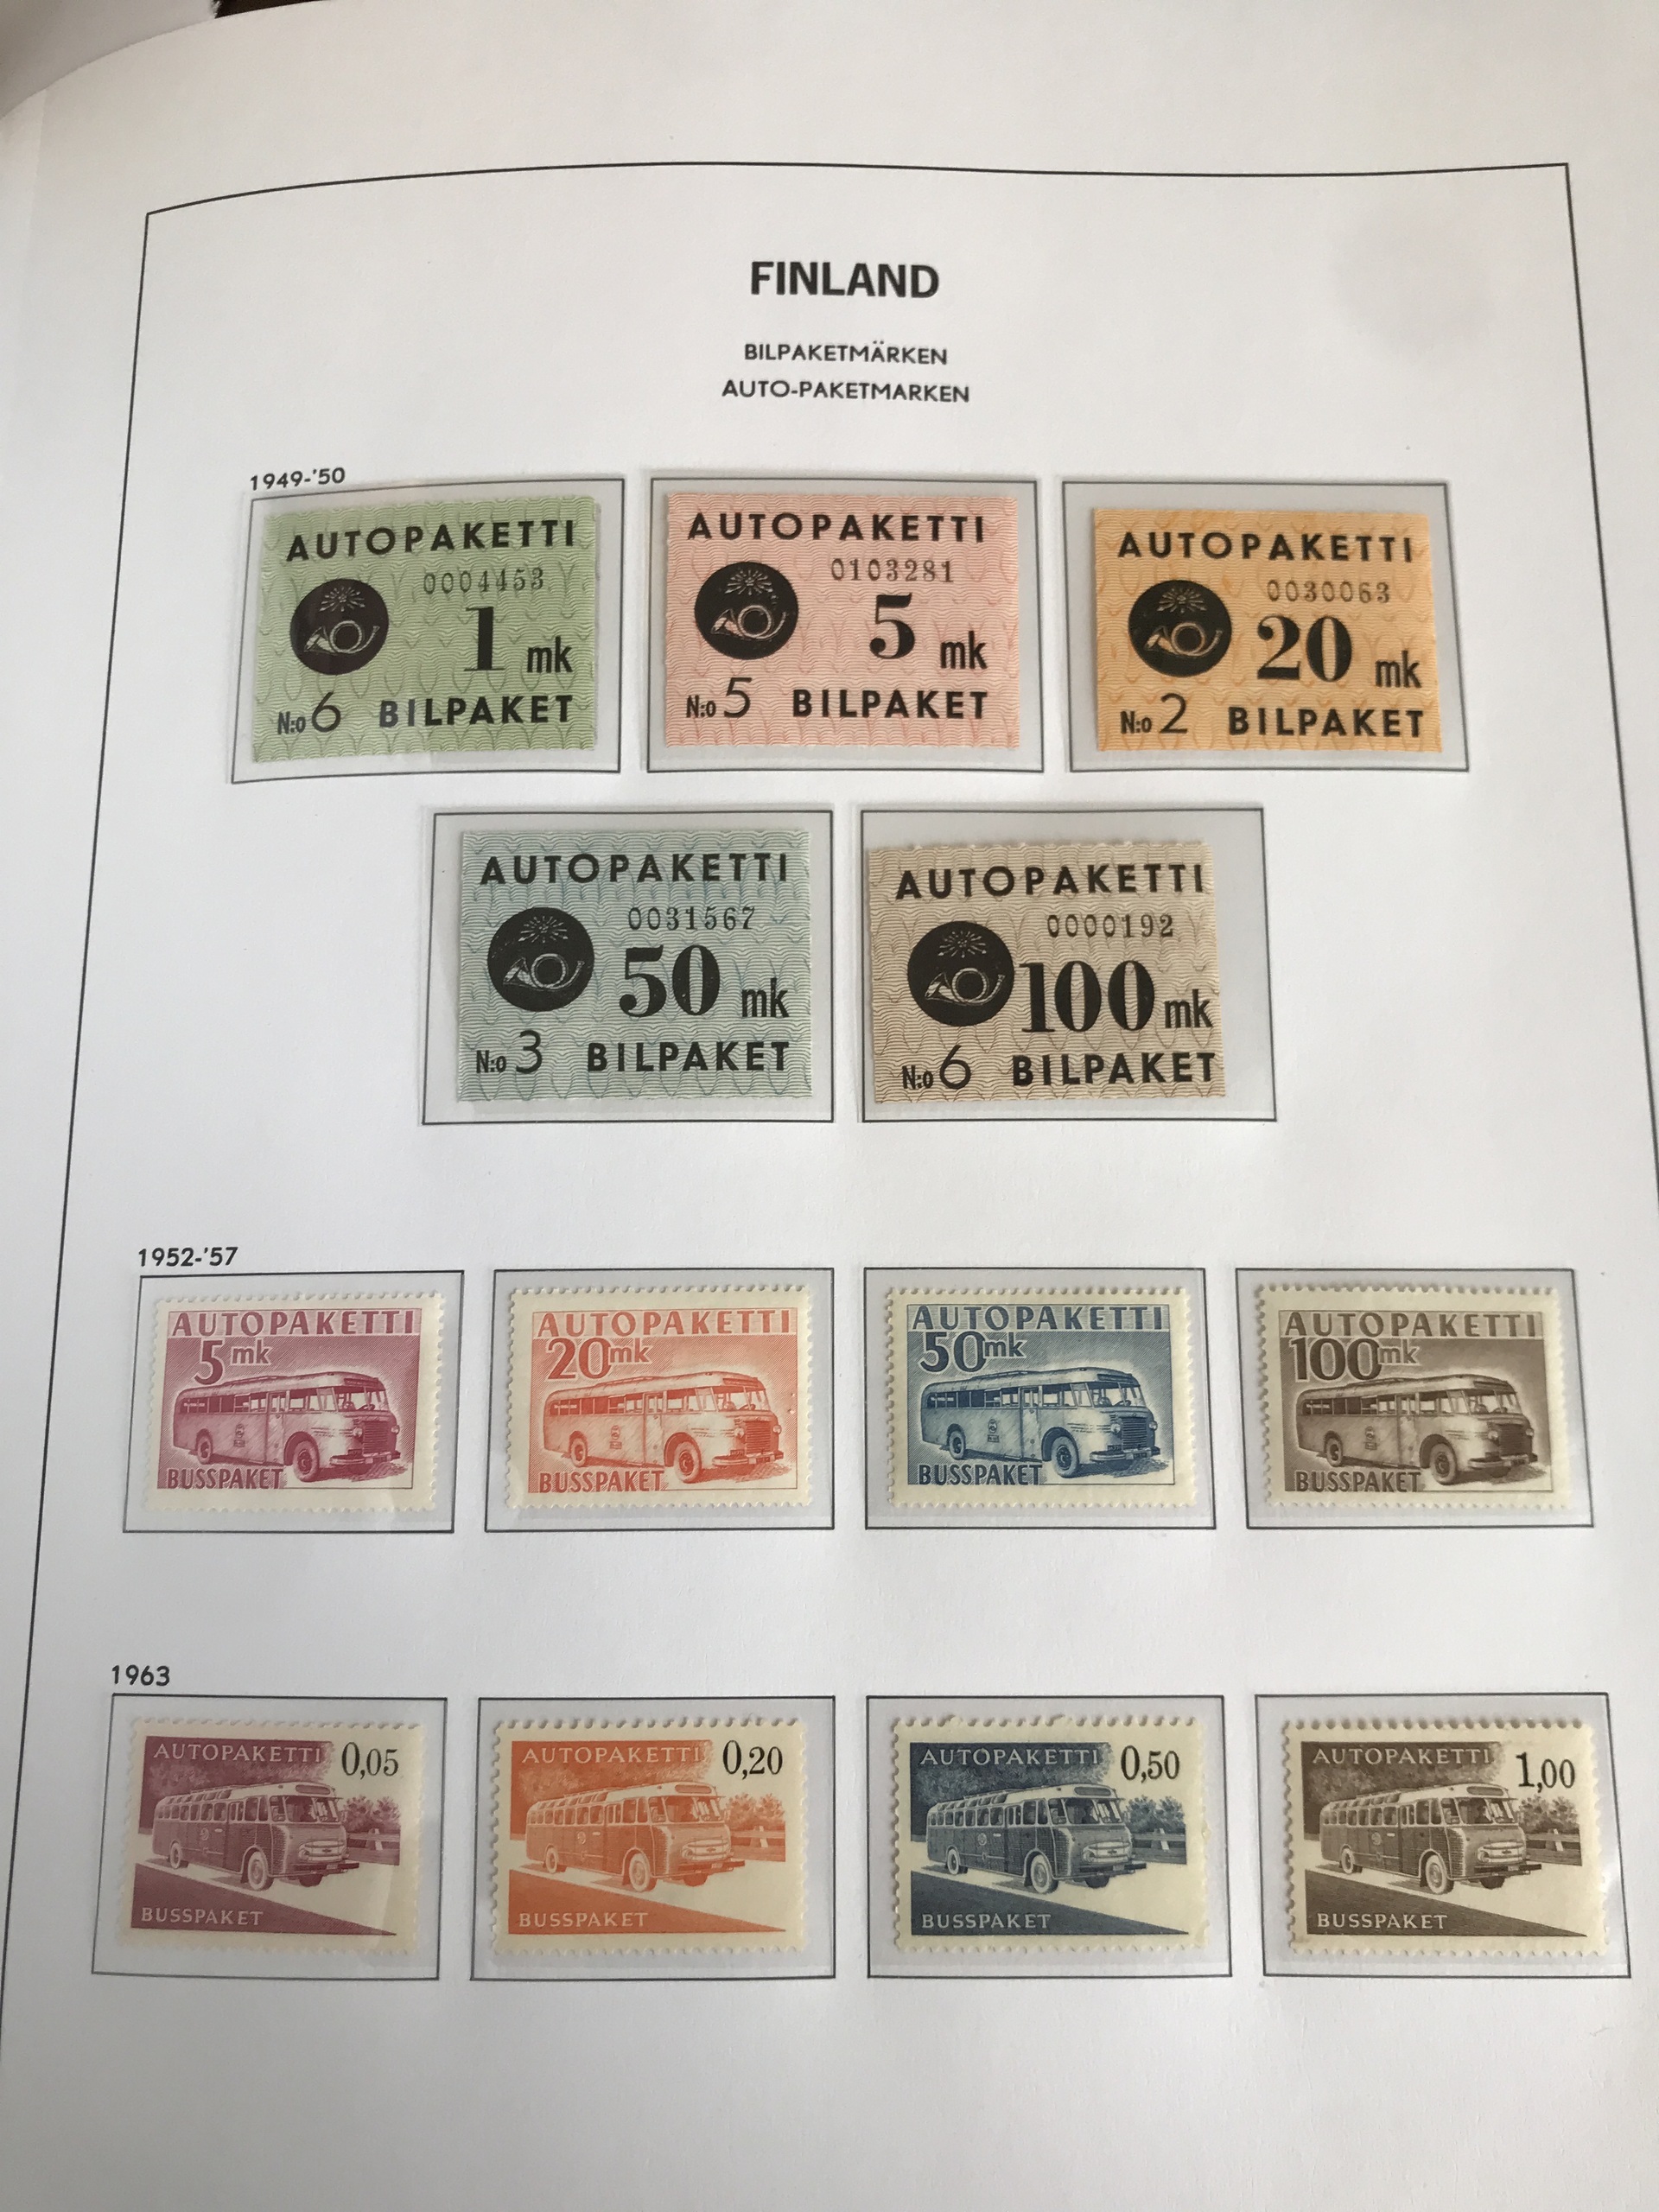 FINLAND
BILPAKETMÄRKEN
AUTO-PAKETMARKEN
1949-'50
AUTOPAKETTI
0004453
1 mk
N:o 6 BILPAKET
AUTOPAKETTI
0103281
5 mk
N:o 5 BILPAKET
AUTOPAKETTI
0030063
20 mk
N:o 2 BILPAKET
AUTOPAKETTI
0031567
50 mk
N:o 3 BILPAKET
AUTOPAKETTI
0000192
100 mk
N:o 6 BILPAKET
1952-'57
AUTOPAKETTI
5 mk
BUSSPAKET
AUTOPAKETTI
20 mk
BUSSPAKET
AUTOPAKETTI
50 mk
BUSSPAKET
AUTOPAKETTI
100 mk
BUSSPAKET
1963
AUTOPAKETTI 0,05
BUSSPAKET
AUTOPAKETTI 0,20
BUSSPAKET
AUTOPAKETTI 0,50
BUSSPAKET
AUTOPAKETTI 1,00
BUSSPAKET